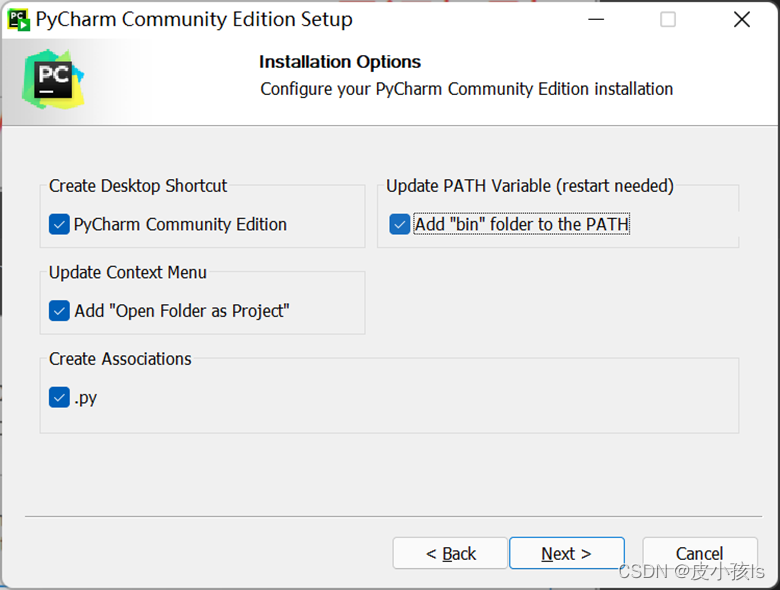 PyCharm Community Edition Setup
PC
Installation Options
Configure your PyCharm Community Edition installation
Create Desktop Shortcut
PyCharm Community Edition
Update PATH Variable (restart needed)
Add "bin" folder to the PATH
Update Context Menu
Add "Open Folder as Project"
Create Associations
.py
< Back
Next >
Cancel
CSDN @皮小孩ls